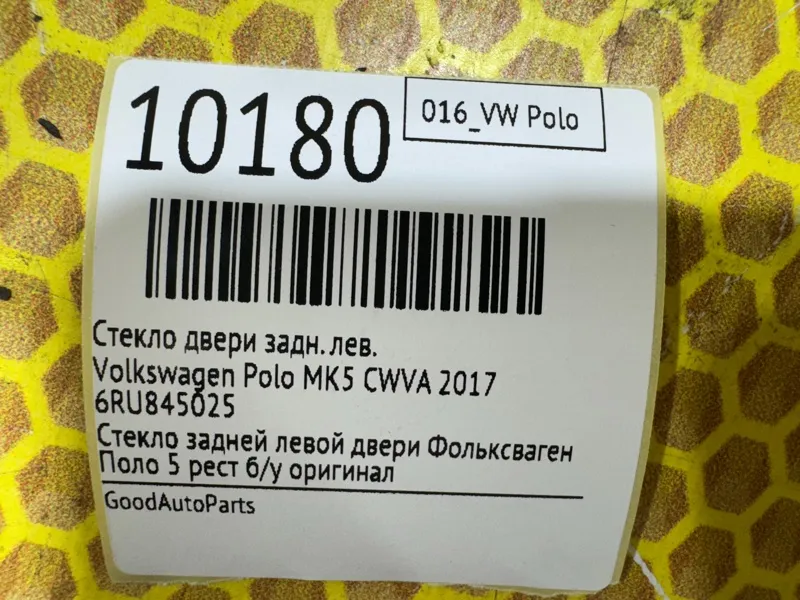 10180
016_VW Polo
Стекло двери задн. лев.
Volkswagen Polo MK5 CWVA 2017
6RU845025
Стекло задней левой двери Фольксваген
Поло 5 рест б/у оригинал
GoodAutoParts